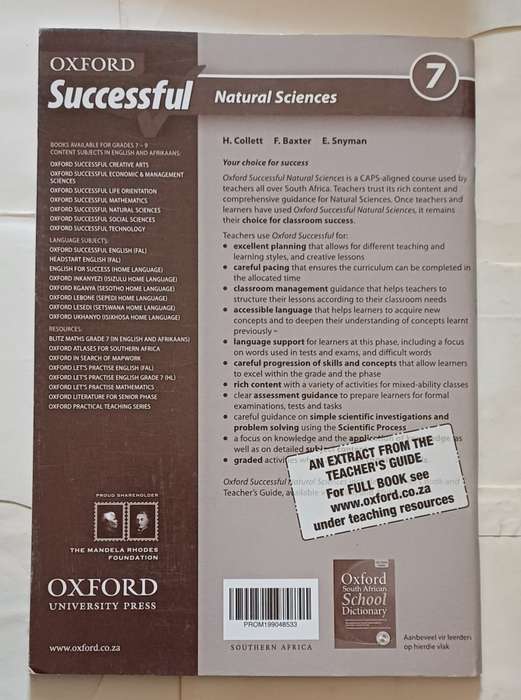 OXFORD
Successful
Natural Sciences
7
BOOKS AVAILABLE FOR GRADES 7 – 9
CONTENT SUBJECTS IN ENGLISH AND AFRIKAANS:
OXFORD SUCCESSFUL CREATIVE ARTS
OXFORD SUCCESSFUL ECONOMIC & MANAGEMENT
SCIENCES
OXFORD SUCCESSFUL LIFE ORIENTATION
OXFORD SUCCESSFUL MATHEMATICS
OXFORD SUCCESSFUL NATURAL SCIENCES
OXFORD SUCCESSFUL SOCIAL SCIENCES
OXFORD SUCCESSFUL TECHNOLOGY
LANGUAGE SUBJECTS:
OXFORD SUCCESSFUL ENGLISH (FAL)
HEADSTART ENGLISH (FAL)
ENGLISH FOR SUCCESS (HOME LANGUAGE)
OXFORD INKANYEZI (ISIZULU HOME LANGUAGE)
OXFORD KGANYA (SESOTHO HOME LANGUAGE)
OXFORD LEBONE (SEPEDI HOME LANGUAGE)
OXFORD LESEDI (SETSWANA HOME LANGUAGE)
OXFORD UKHANYO (ISIXHOSA HOME LANGUAGE)
RESOURCES:
BLITZ MATHS GRADE 7 (IN ENGLISH AND AFRIKAANS)
OXFORD ATLASES FOR SOUTHERN AFRICA
OXFORD IN SEARCH OF MAPWORK
OXFORD LET'S PRACTISE ENGLISH (FAL)
OXFORD LET'S PRACTISE ENGLISH GRADE 7 (HL)
OXFORD LET'S PRACTISE MATHEMATICS
OXFORD LITERATURE FOR SENIOR PHASE
OXFORD PRACTICAL TEACHING SERIES
PROUD SHAREHOLDER
THE MANDELA RHODES
FOUNDATION
OXFORD
UNIVERSITY PRESS
www.oxford.co.za
H. Collett F. Baxter E. Snyman
Your choice for success
Oxford Successful Natural Sciences is a CAPS-aligned course used by
teachers all over South Africa. Teachers trust its rich content and
comprehensive guidance for Natural Sciences. Once teachers and
learners have used Oxford Successful Natural Sciences, it remains
their choice for classroom success.
Teachers use Oxford Successful for:
• excellent planning that allows for different teaching and
learning styles, and creative lessons
• careful pacing that ensures the curriculum can be completed in
the allocated time
• classroom management guidance that helps teachers to
structure their lessons according to their classroom needs
• accessible language that helps learners to acquire new
concepts and to deepen their understanding of concepts learnt
previously –
• language support for learners at this phase, including a focus
on words used in tests and exams, and difficult words
• careful progression of skills and concepts that allow learners
to excel within the grade and the phase
• rich content with a variety of activities for mixed-ability classes
• clear assessment guidance to prepare learners for formal
examinations, tests and tasks
• careful guidance on simple scientific investigations and
problem solving using the Scientific Process
• a focus on knowledge and the application of knowledge, as
well as on detailed
• graded
Oxford Successful Natural
Teacher's Guide,
AN EXTRACT FROM THE
TEACHER'S GUIDE
For FULL BOOK see
www.oxford.co.za
under teaching resources
PROM199048533
SOUTHERN AFRICA
Oxford
South African
School
Dictionary
Aanbeveel vir leerders
op hierdie vlak